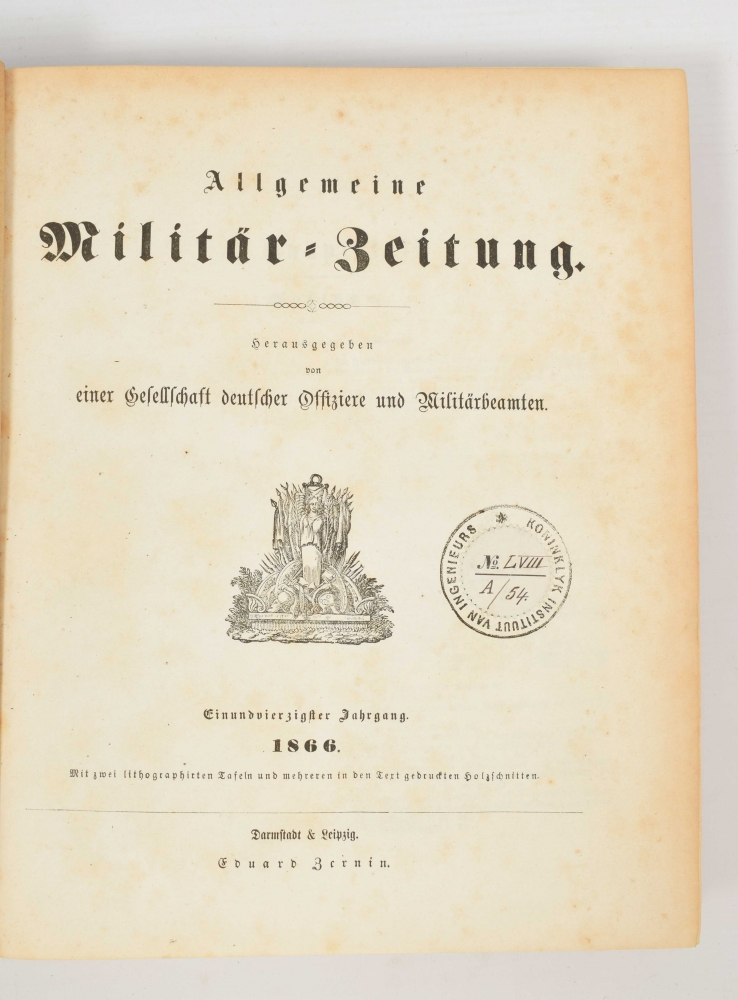 Allgemeine
Militär-Zeitung.
Herausgegeben
von
einer Gesellschaft deutscher Offiziere und Militärbeamten.
KONINKLYK INSTITUUT VAN INGENIEURS
No. LVIII
A/54
Einundvierzigster Jahrgang.
1866.
Mit zwei lithographirten Tafeln und mehreren in den Text gedruckten Holzschnitten.
Darmstadt & Leipzig.
Eduard Zernin.